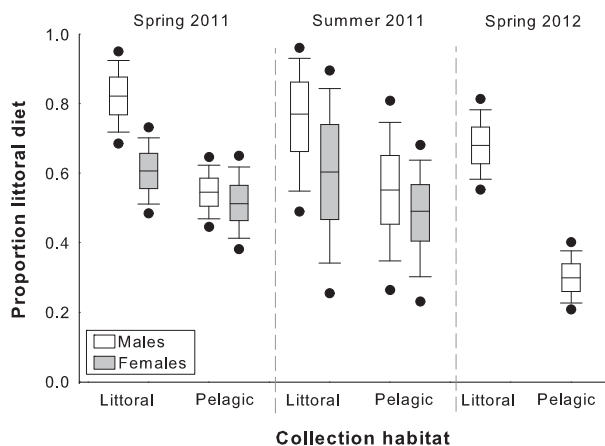 Spring 2011 Summer 2011 Spring 2012
Proportion littoral diet
1.0
0.8
0.6
0.4
0.2
0.0
Males
Females
Littoral Pelagic Littoral Pelagic Littoral Pelagic
Collection habitat